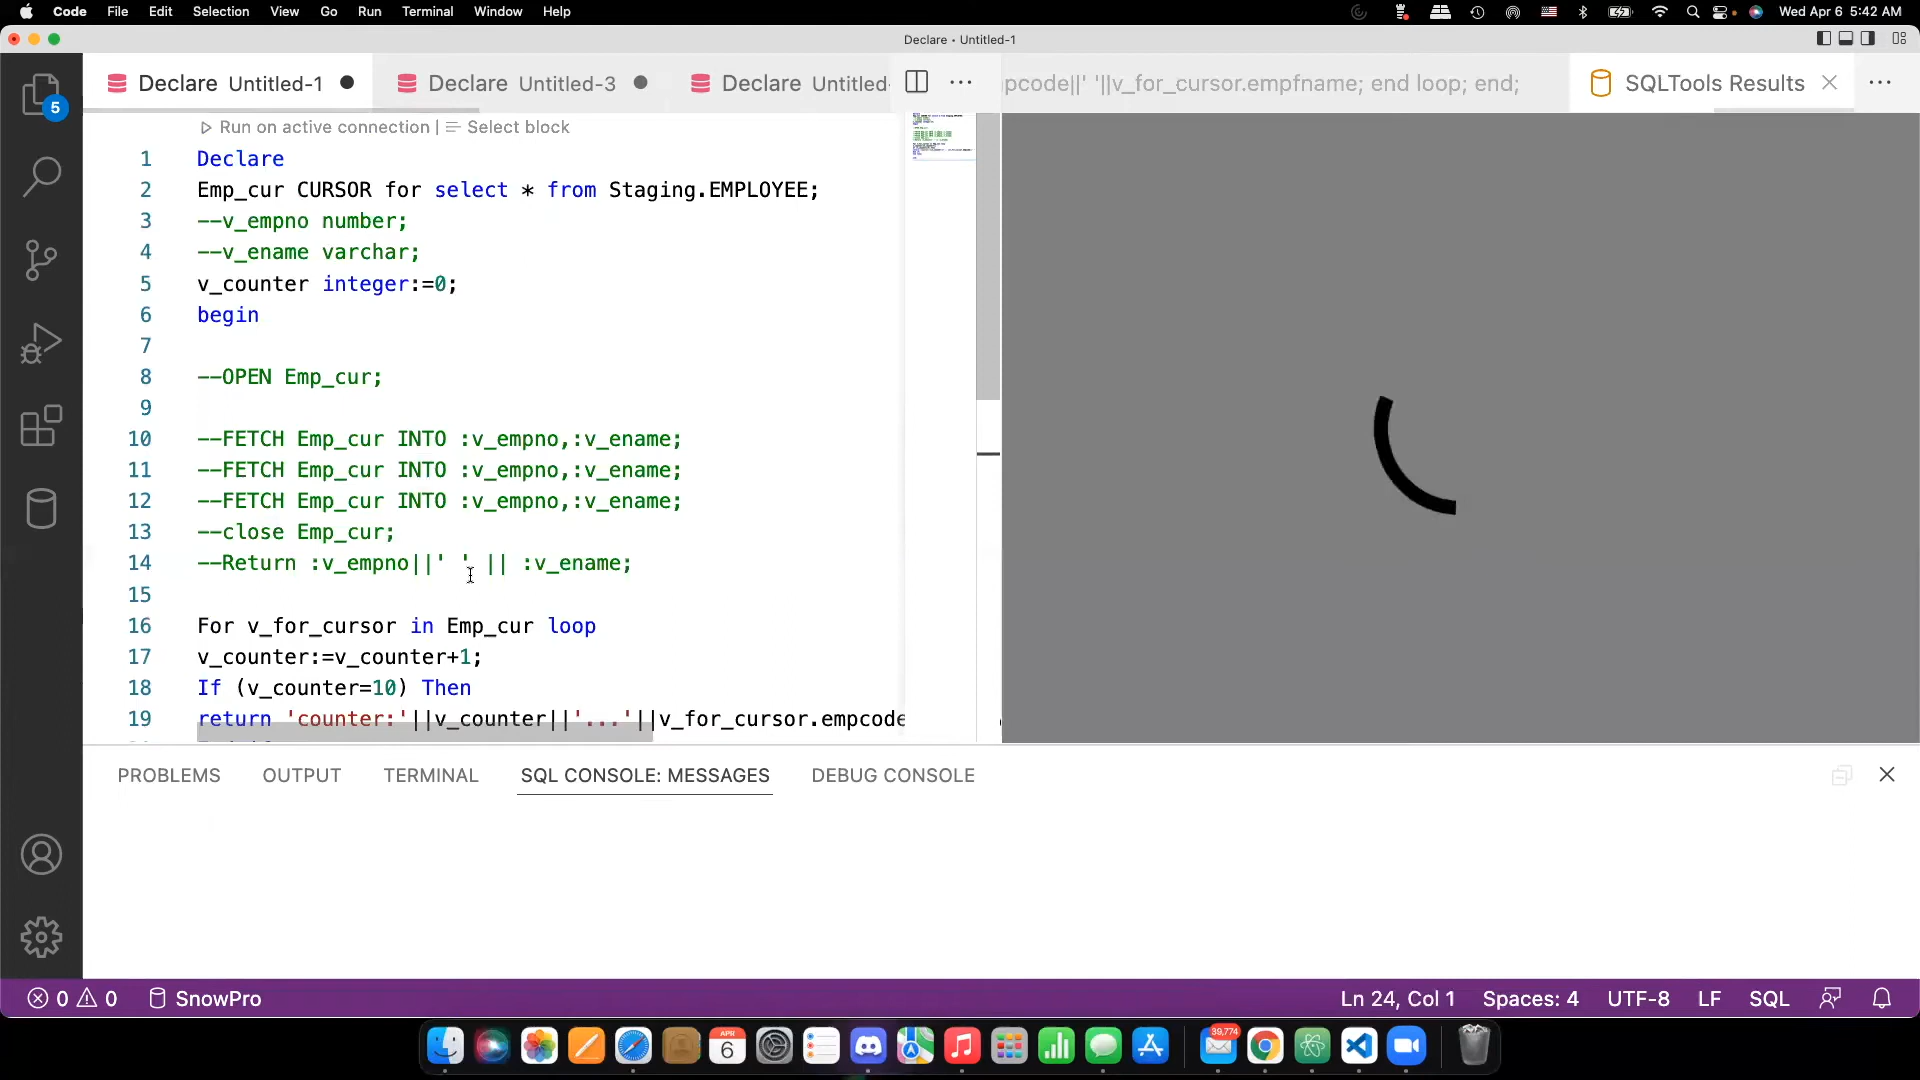 Code File Edit Selection View Go Run Terminal Window Help Wed Apr 6 5:42 AM
Declare • Untitled-1
5
Declare Untitled-1 Declare Untitled-3 Declare Untitled- pcode||' '||v_for_cursor.empfname; end loop; end; SQLTools Results
Run on active connection | Select block
1 Declare
2 Emp_cur CURSOR for select * from Staging.EMPLOYEE;
3 --v_empno number;
4 --v_ename varchar;
5 v_counter integer:=0;
6 begin
7
8 --OPEN Emp_cur;
9
10 --FETCH Emp_cur INTO :v_empno,:v_ename;
11 --FETCH Emp_cur INTO :v_empno,:v_ename;
12 --FETCH Emp_cur INTO :v_empno,:v_ename;
13 --close Emp_cur;
14 --Return :v_empno||' ' || :v_ename;
15
16 For v_for_cursor in Emp_cur loop
17 v_counter:=v_counter+1;
18 If (v_counter=10) Then
19 return 'counter:'||v_counter||'...'||v_for_cursor.empcode
PROBLEMS OUTPUT TERMINAL SQL CONSOLE: MESSAGES DEBUG CONSOLE
0 0 SnowPro Ln 24, Col 1 Spaces: 4 UTF-8 LF SQL
APR
6
39,774